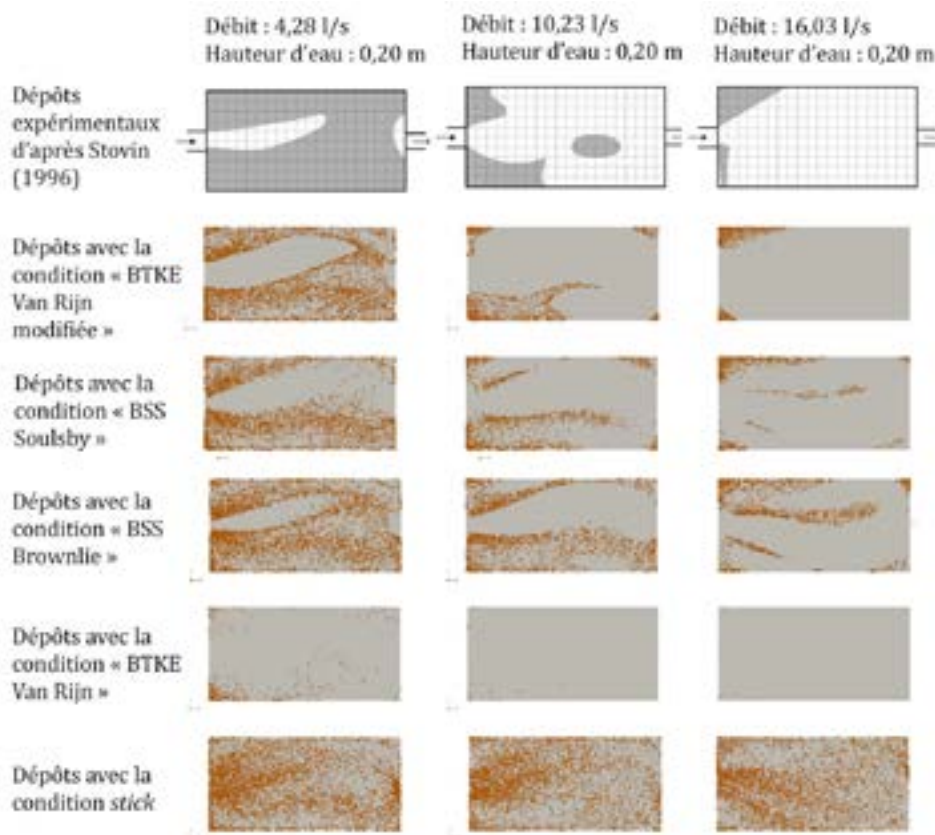 Débit : 4,28 l/s
Hauteur d'eau : 0,20 m
Débit : 10,23 l/s
Hauteur d'eau : 0,20 m
Débit : 16,03 l/s
Hauteur d'eau : 0,20 m
Dépôts
expérimentaux
d'après Stovin
(1996)
Dépôts avec la
condition « BTKE
Van Rijn
modifiée »
Dépôts avec la
condition « BSS
Soulsby »
Dépôts avec la
condition « BSS
Brownlie »
Dépôts avec la
condition « BTKE
Van Rijn »
Dépôts avec la
condition stick